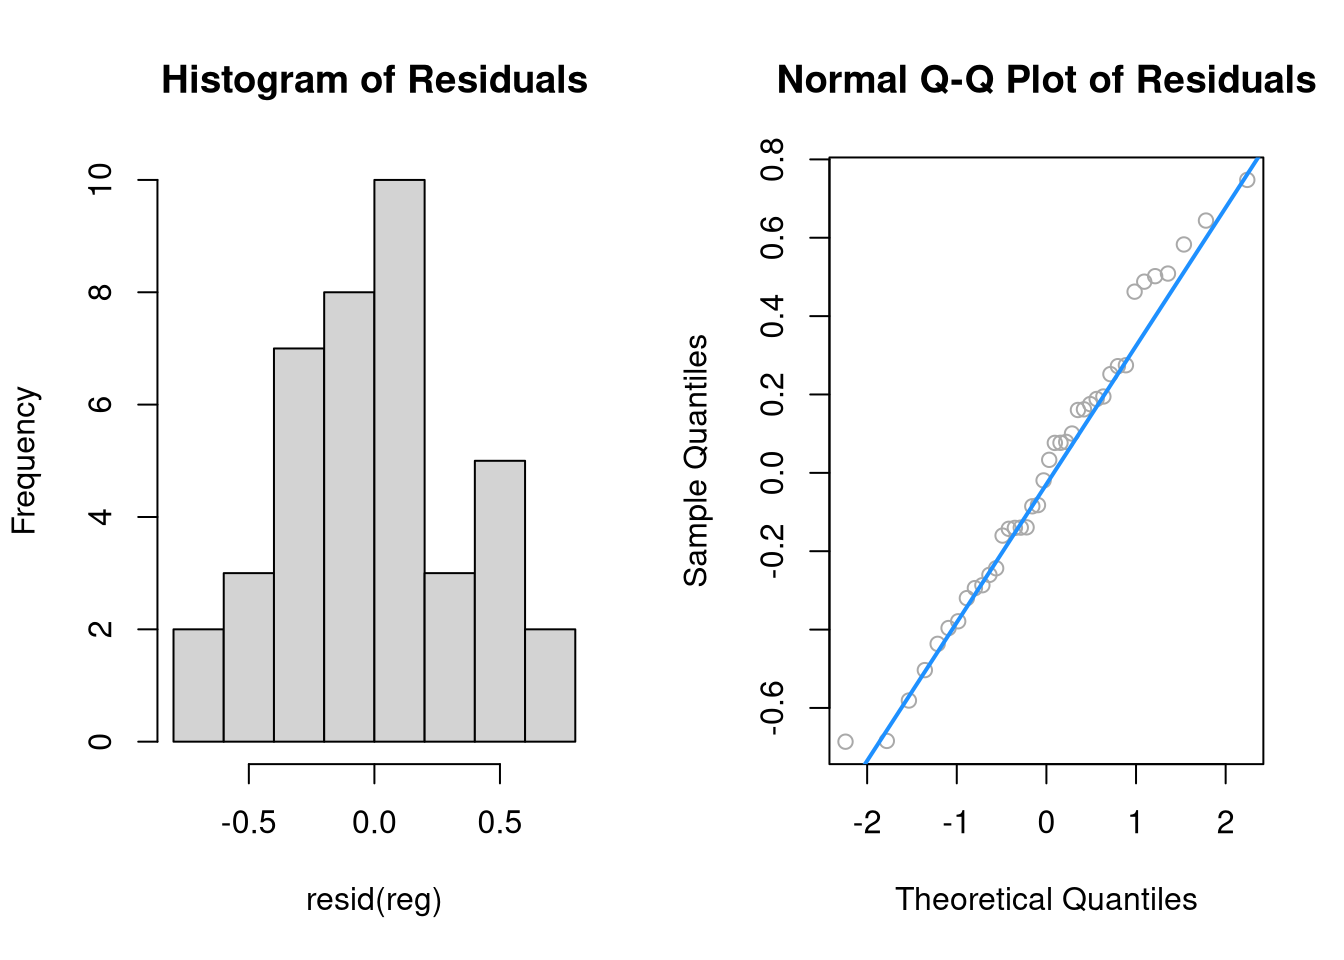 Histogram of Residuals
Frequency
10
8
6
4
2
0
-0.5 0.0 0.5
resid(reg)
Normal Q-Q Plot of Residuals
Sample Quantiles
0.8
0.6
0.4
0.2
0.0
-0.2
-0.6
-2 -1 0 1 2
Theoretical Quantiles